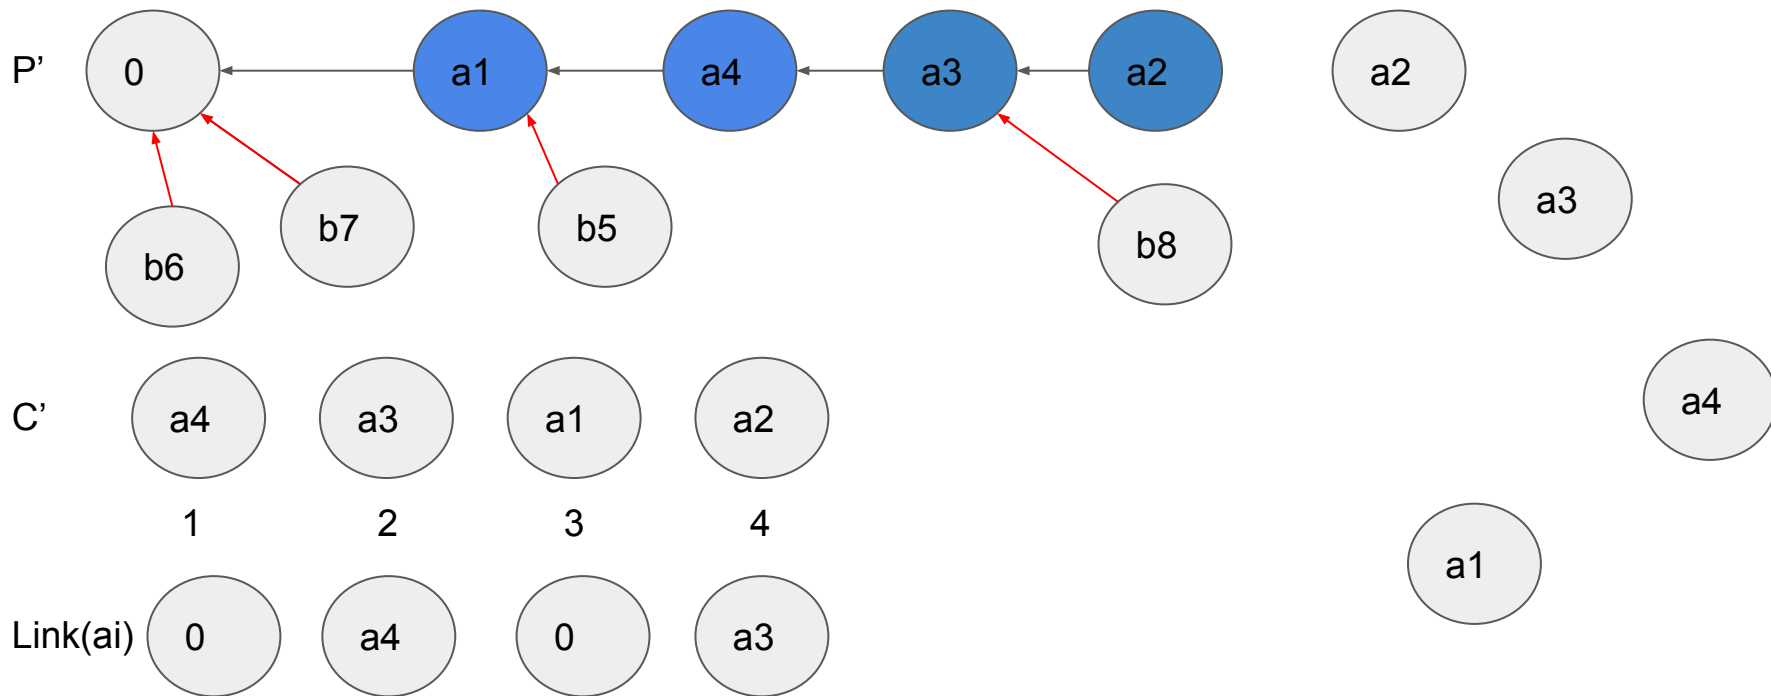 P’ 0 a1 a4 a3 a2 a2
a3
b6 b7 b5 b8
C’ a4 a3 a1 a2 a4
1 2 3 4
a1
Link(ai) 0 a4 0 a3